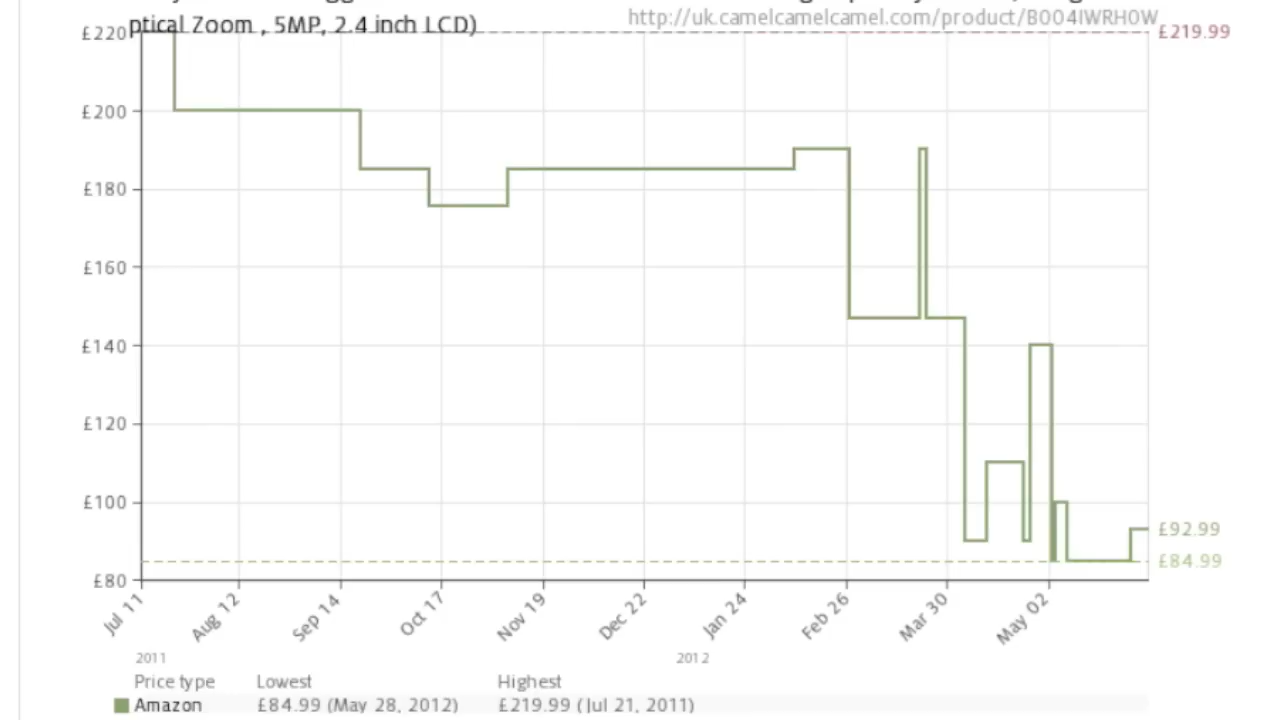 http://uk.camelcamelcamel.com/product/B004IWRH0W
ptical Zoom , 5MP, 2.4 inch LCD)
£220
£219.99
£200
£180
£160
£140
£120
£100
£92.99
£84.99
£80
Jul 11
Aug 12
Sep 14
Oct 17
Nov 19
Dec 22
Jan 24
Feb 26
Mar 30
May 02
2011
2012
Price type Lowest Highest
Amazon £84.99 (May 28, 2012) £219.99 (Jul 21, 2011)